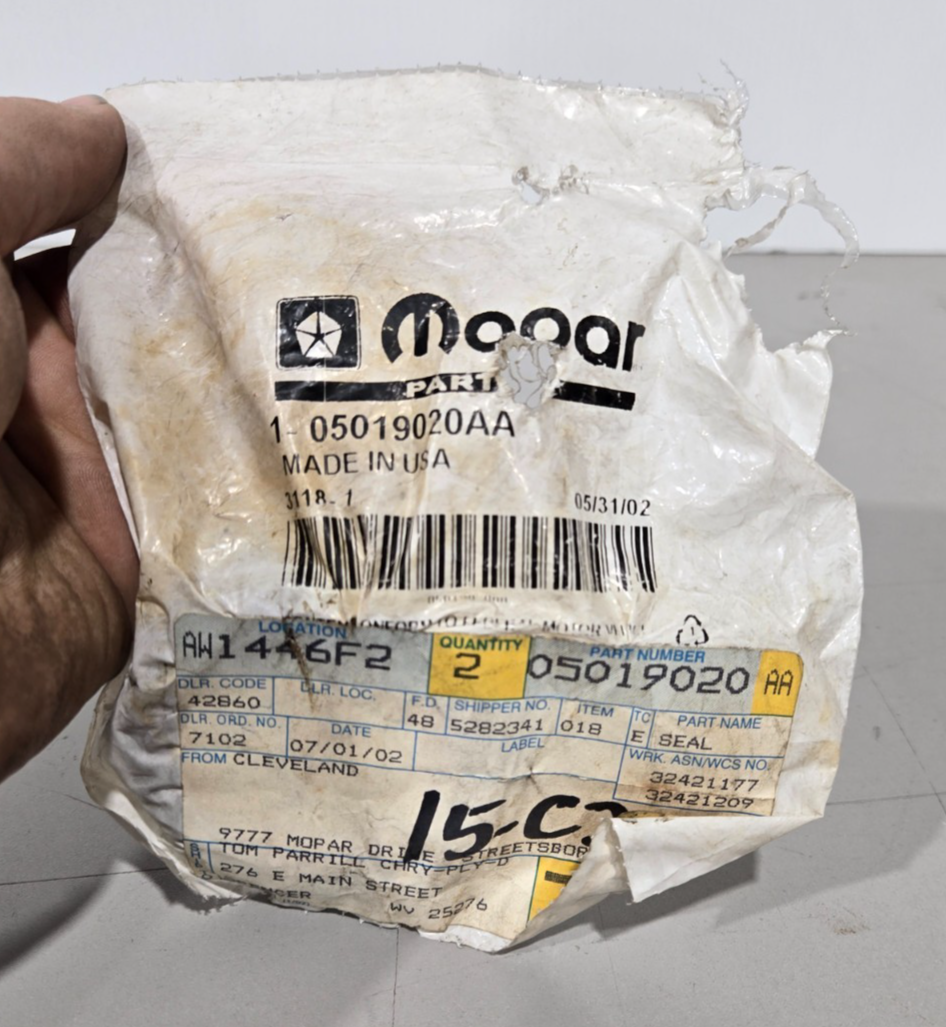 Mopar
PART
1- 05019020AA
MADE IN USA
3118-1 05/31/02
LOCATION QUANTITY PART NUMBER
AW1446F2 2 05019020 AA
DLR. CODE DLR. LOC. F.D. SHIPPER NO. ITEM TC PART NAME
42860 48 5282341 018 E SEAL
DLR. ORD. NO. DATE LABEL WRK. ASN/WCS NO.
7102 07/01/02 32421177
FROM CLEVELAND 32421209
15-C
9777 MOPAR DRIVE STREETSBOR
TOM PARRILL CHRY-PLY-D
276 E MAIN STREET
WV 25276